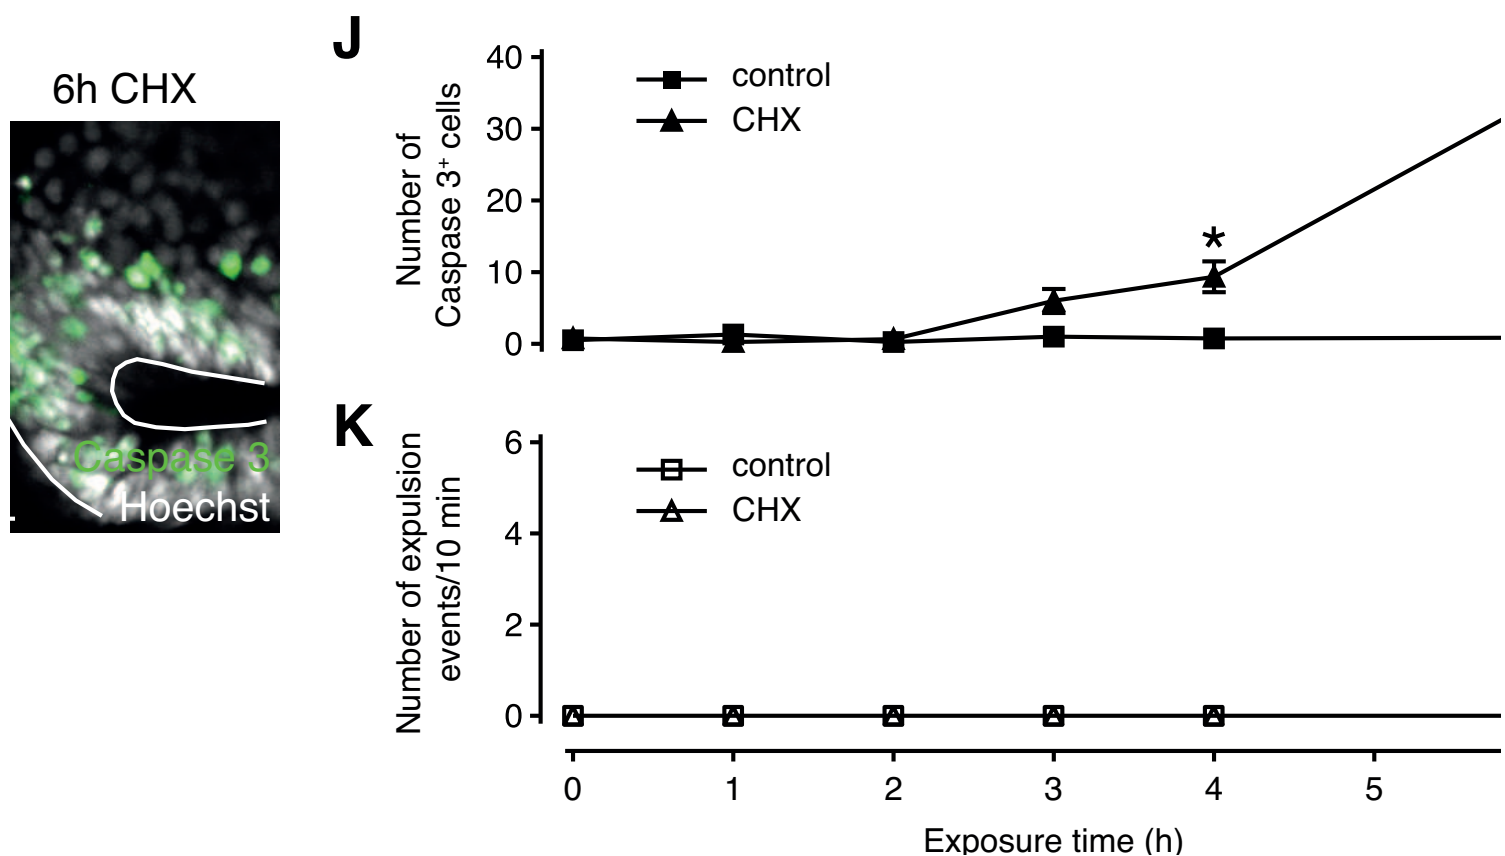 6h CHX
Caspase 3
Hoechst
J
Number of
Caspase 3⁺ cells
40
30
20
10
0
control
CHX
*
K
Number of expulsion
events/10 min
6
4
2
0
control
CHX
0 1 2 3 4 5
Exposure time (h)